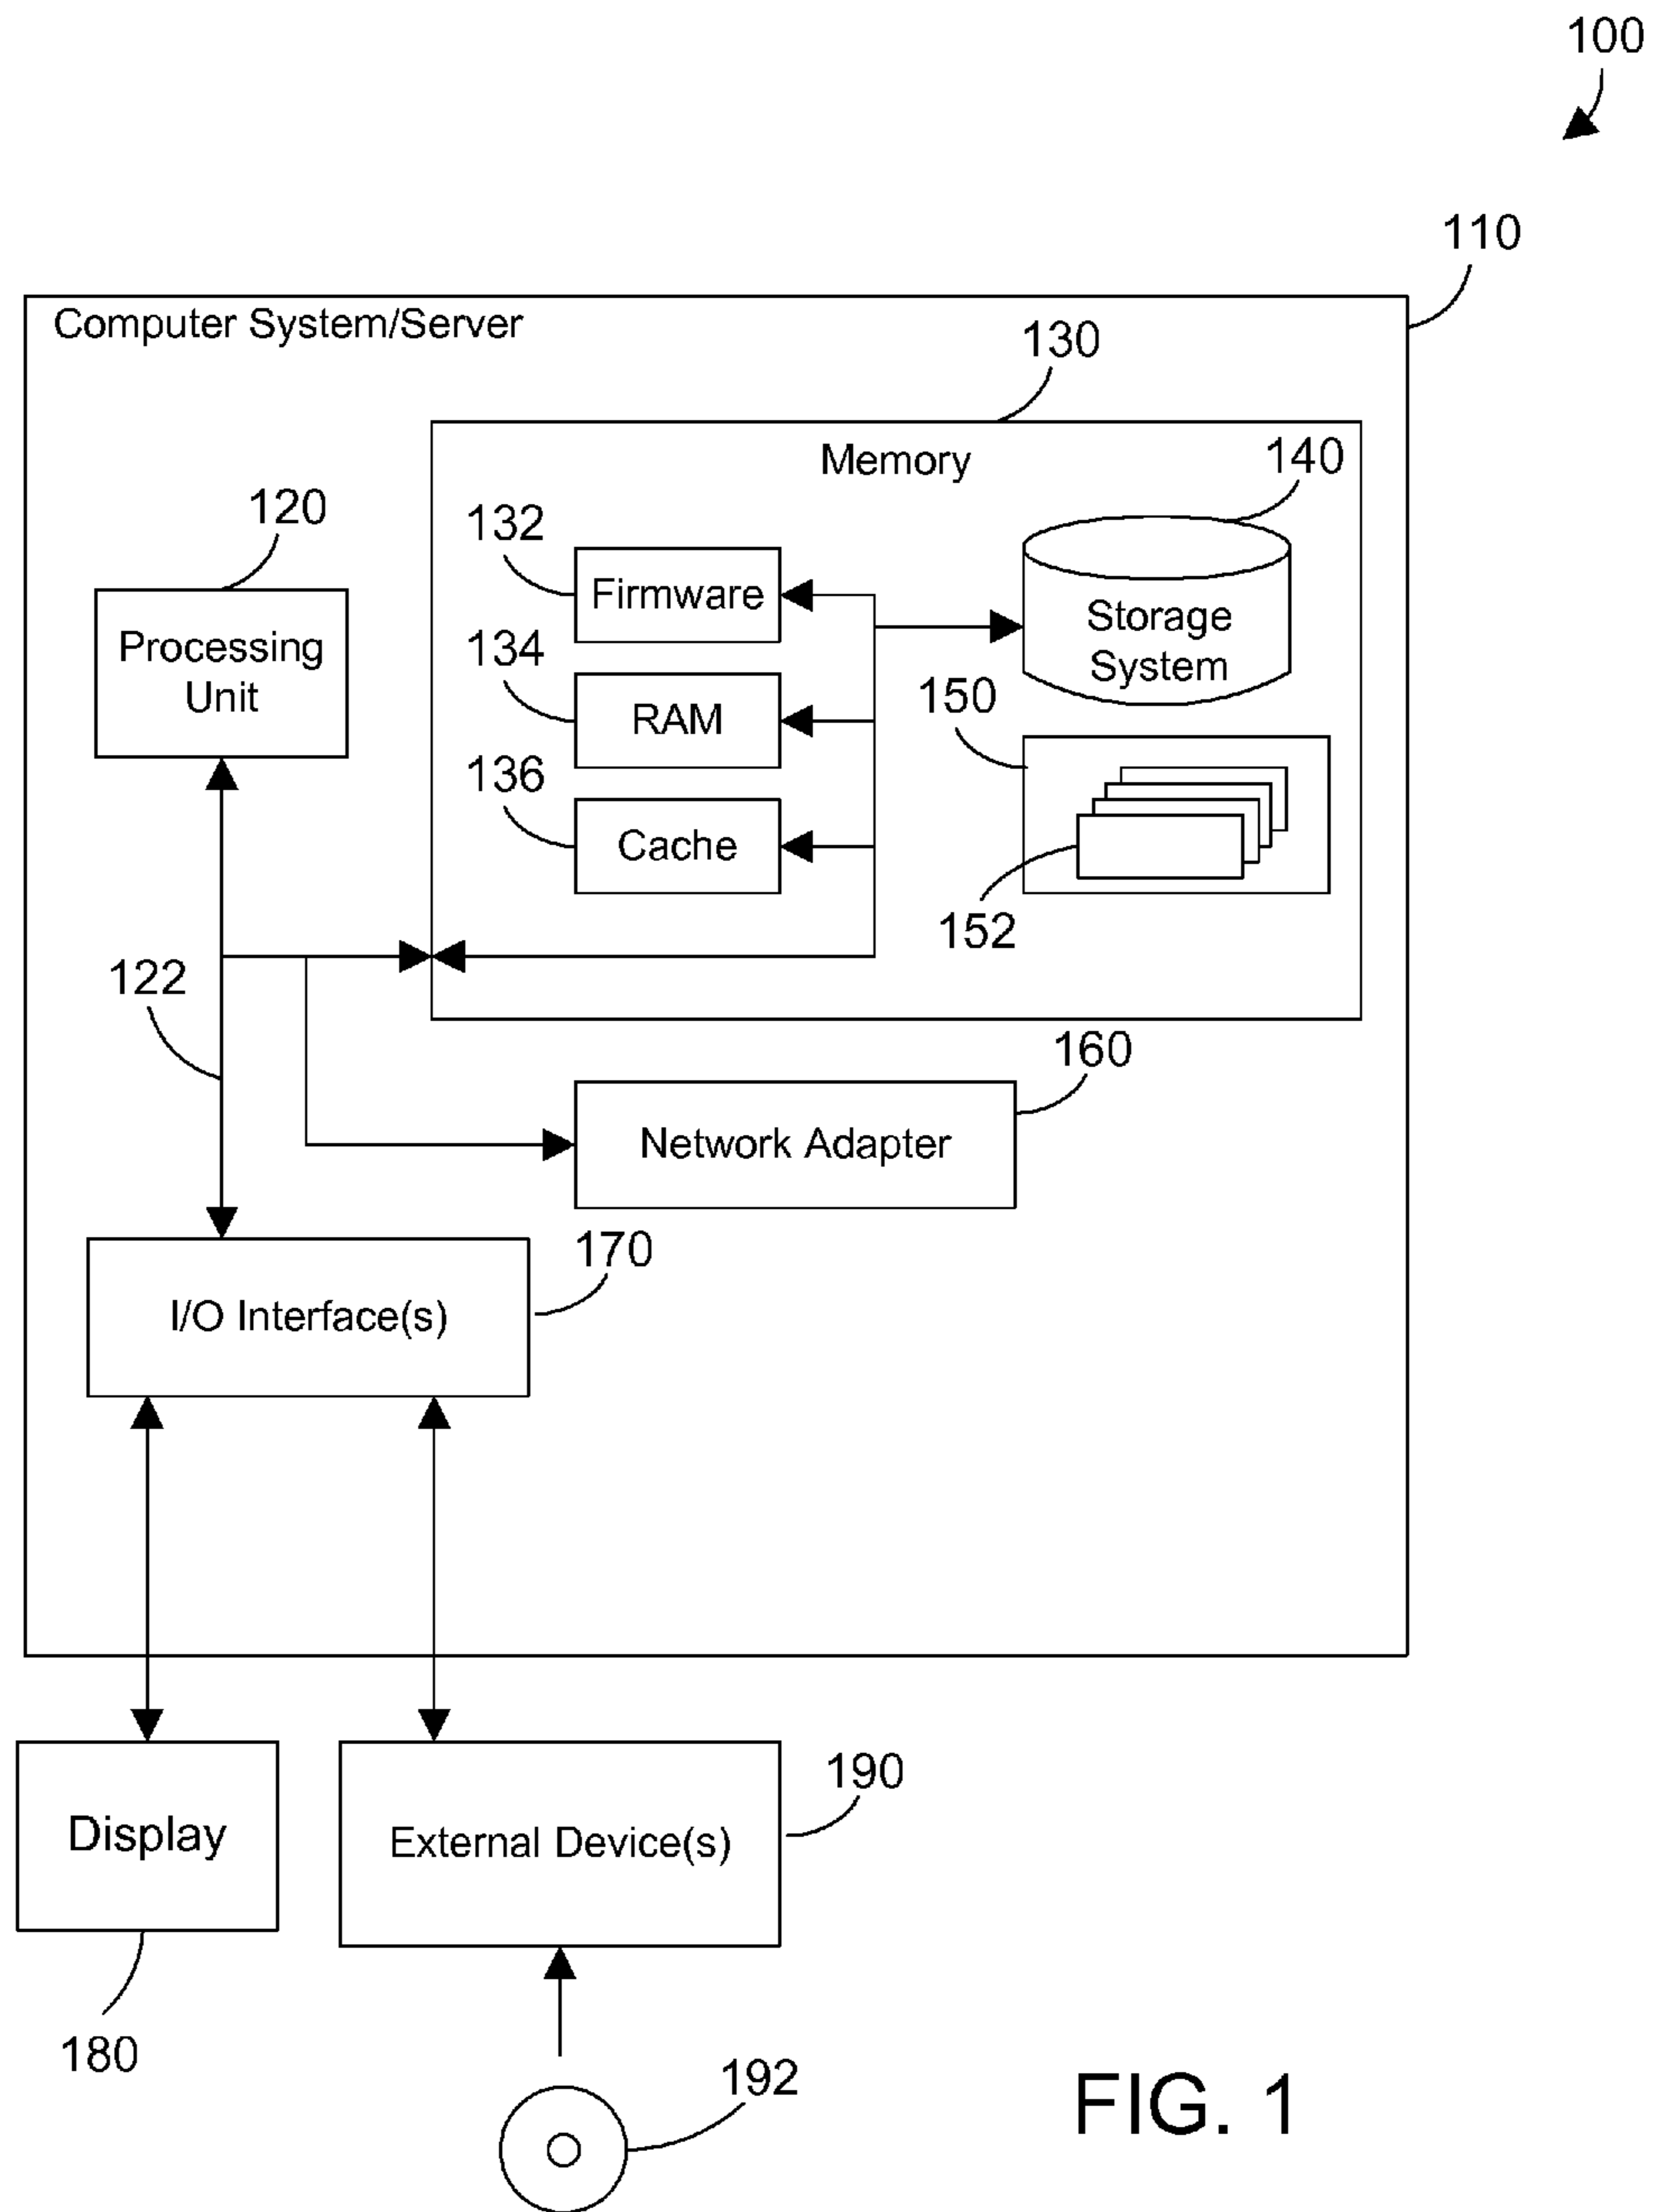 100
110
Computer System/Server
130
Memory
140
120
132
Firmware
Storage
System
Processing
Unit
134
RAM
150
136
Cache
152
122
160
Network Adapter
170
I/O Interface(s)
190
Display
External Device(s)
180
192
FIG. 1